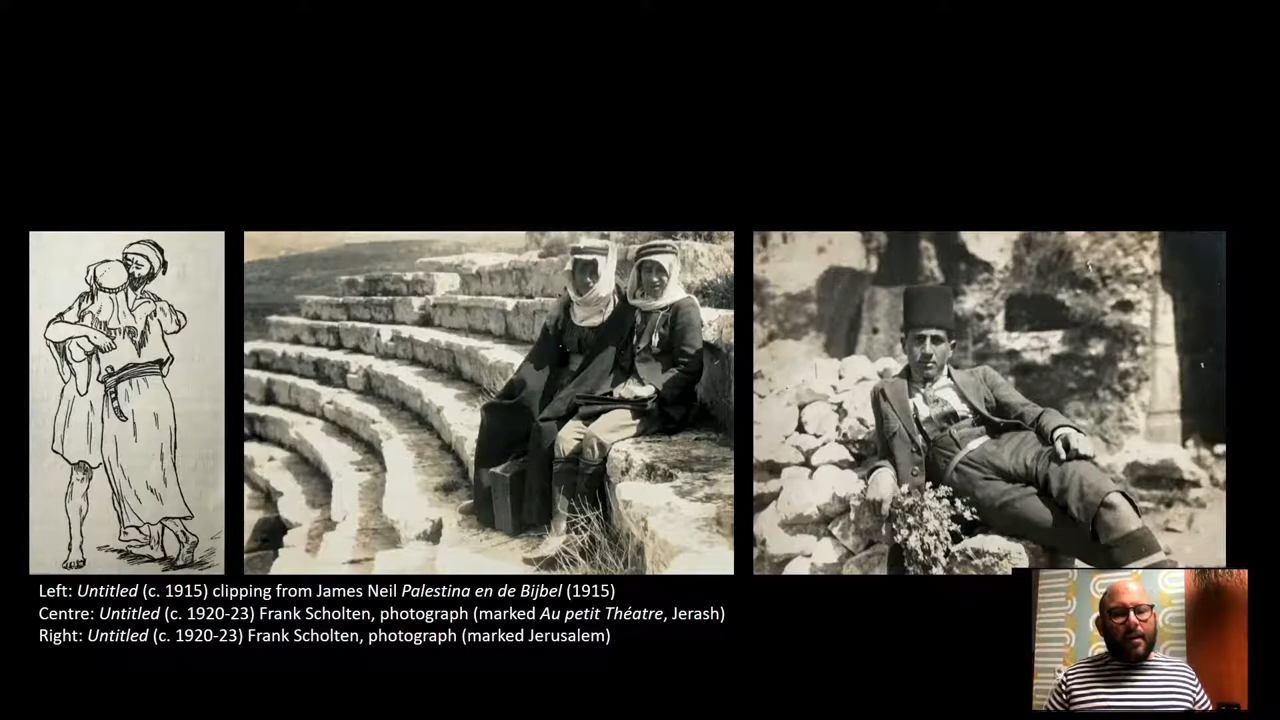 Left: Untitled (c. 1915) clipping from James Neil Palestina en de Bijbel (1915)
Centre: Untitled (c. 1920-23) Frank Scholten, photograph (marked Au petit Théatre, Jerash)
Right: Untitled (c. 1920-23) Frank Scholten, photograph (marked Jerusalem)